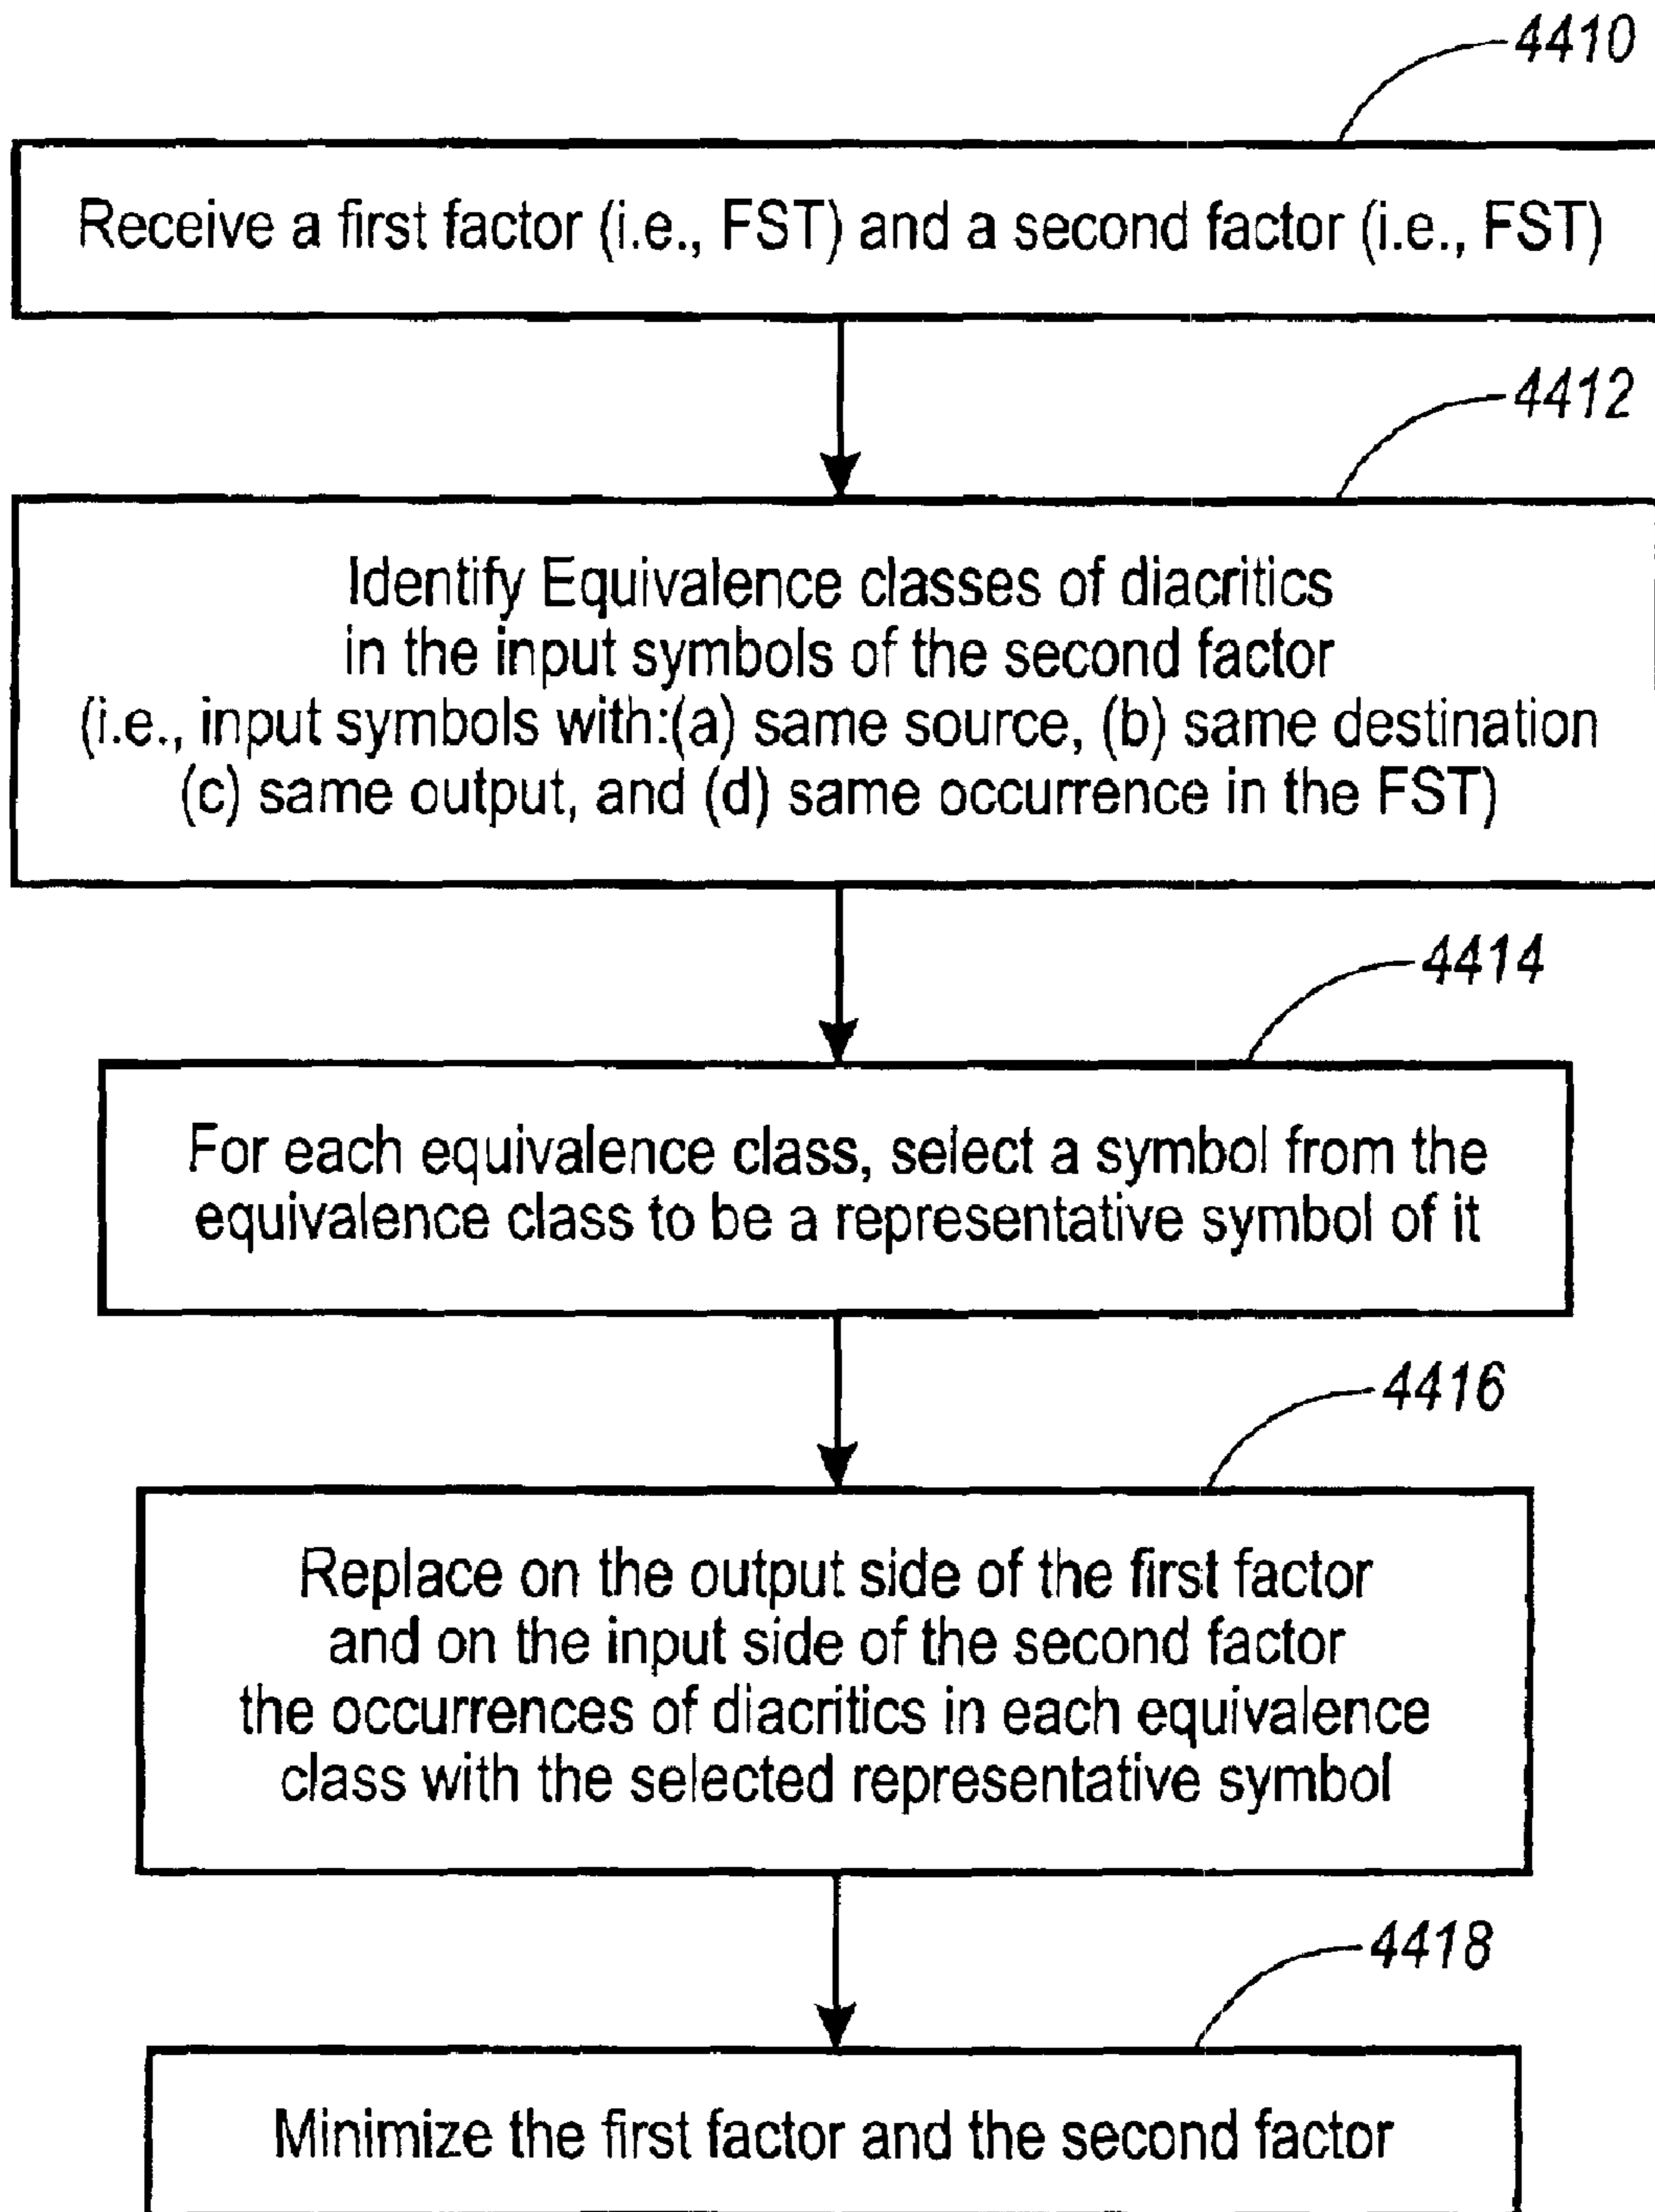 4410
Receive a first factor (i.e., FST) and a second factor (i.e., FST)
4412
Identify Equivalence classes of diacritics
in the input symbols of the second factor
(i.e., input symbols with:(a) same source, (b) same destination
(c) same output, and (d) same occurrence in the FST)
4414
For each equivalence class, select a symbol from the
equivalence class to be a representative symbol of it
4416
Replace on the output side of the first factor
and on the input side of the second factor
the occurrences of diacritics in each equivalence
class with the selected representative symbol
4418
Minimize the first factor and the second factor